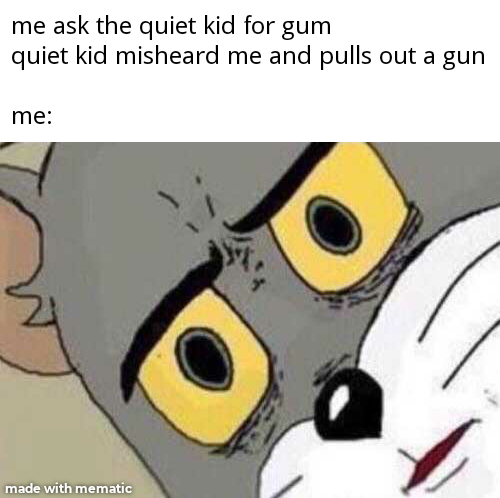 me ask the quiet kid for gum
quiet kid misheard me and pulls out a gun
me:
made with mematic